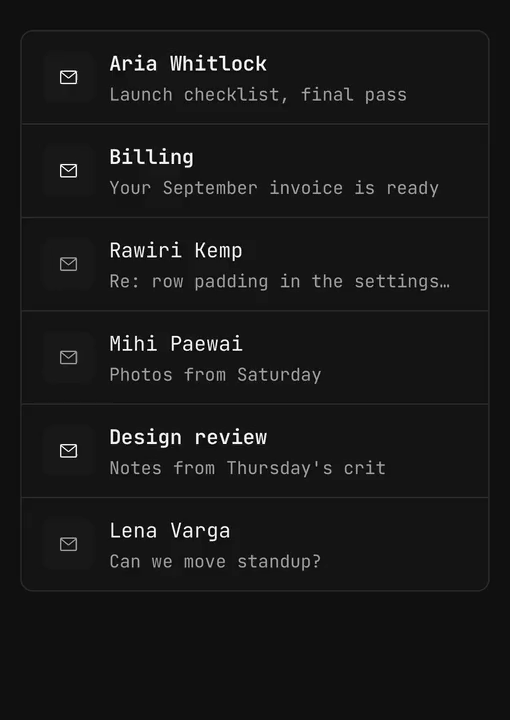 Aria Whitlock
Launch checklist, final pass
Billing
Your September invoice is ready
Rawiri Kemp
Re: row padding in the settings…
Mihi Paewai
Photos from Saturday
Design review
Notes from Thursday's crit
Lena Varga
Can we move standup?